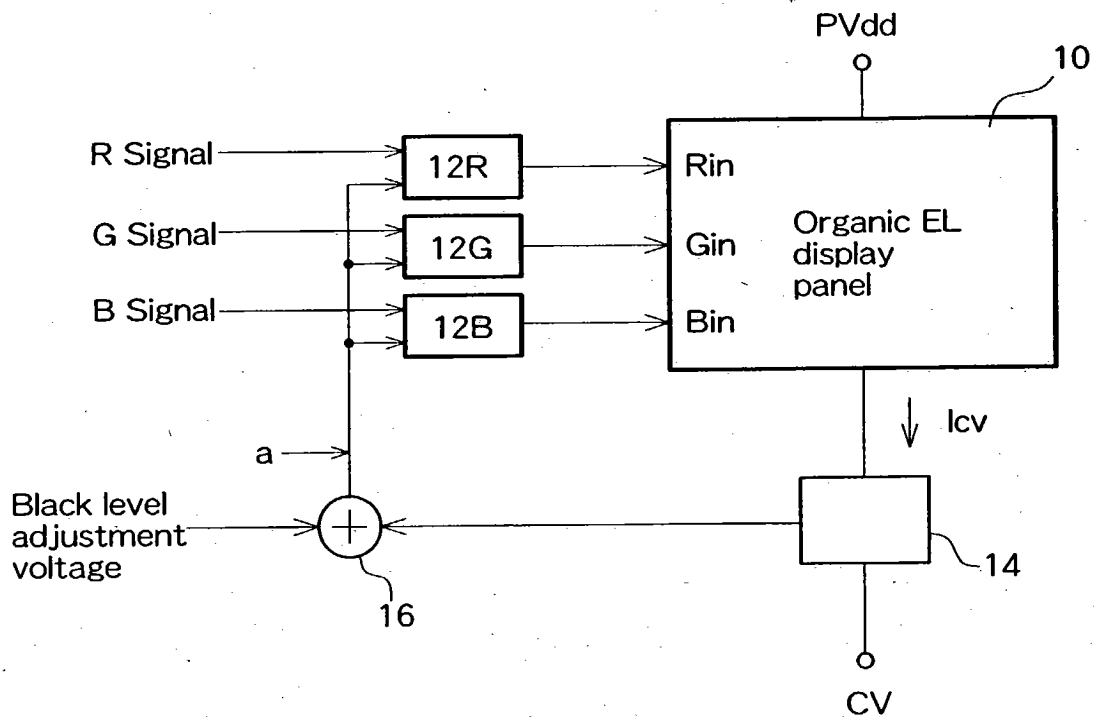 PVdd
10
R Signal
12R
Rin
G Signal
12G
Gin
Organic EL
display
panel
B Signal
12B
Bin
Icv
a
Black level
adjustment
voltage
16
14
CV